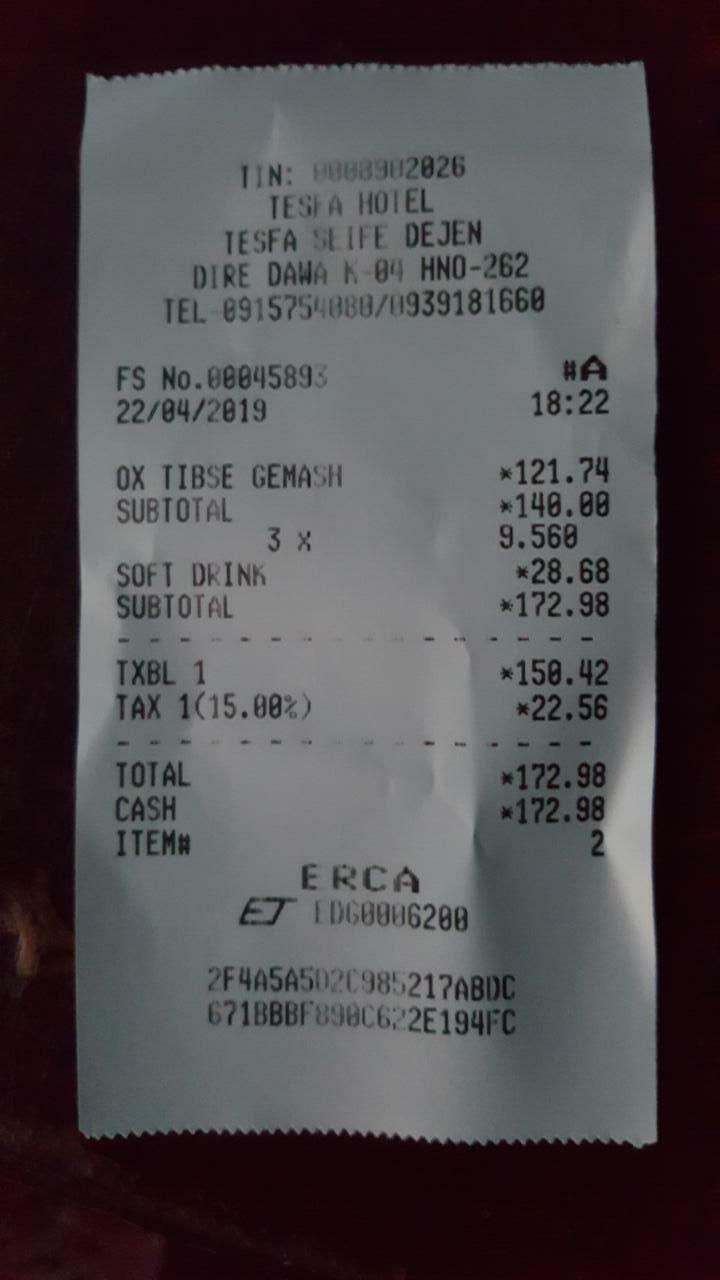 TIN: 0008902026
TESFA HOTEL
TESFA SEIFE DEJEN
DIRE DAWA K-04 HNO-262
TEL-0915754080/0939181660
FS No.00045893 #A
22/04/2019 18:22
OX TIBSE GEMASH *121.74
SUBTOTAL *140.00
3 x 9.560
SOFT DRINK *28.68
SUBTOTAL *172.98
TXBL 1 *150.42
TAX 1(15.00%) *22.56
TOTAL *172.98
CASH *172.98
ITEM# 2
ERCA
ET EDG0006200
2F4A5A5D2C985217ABDC
671BBBF890C622E194FC